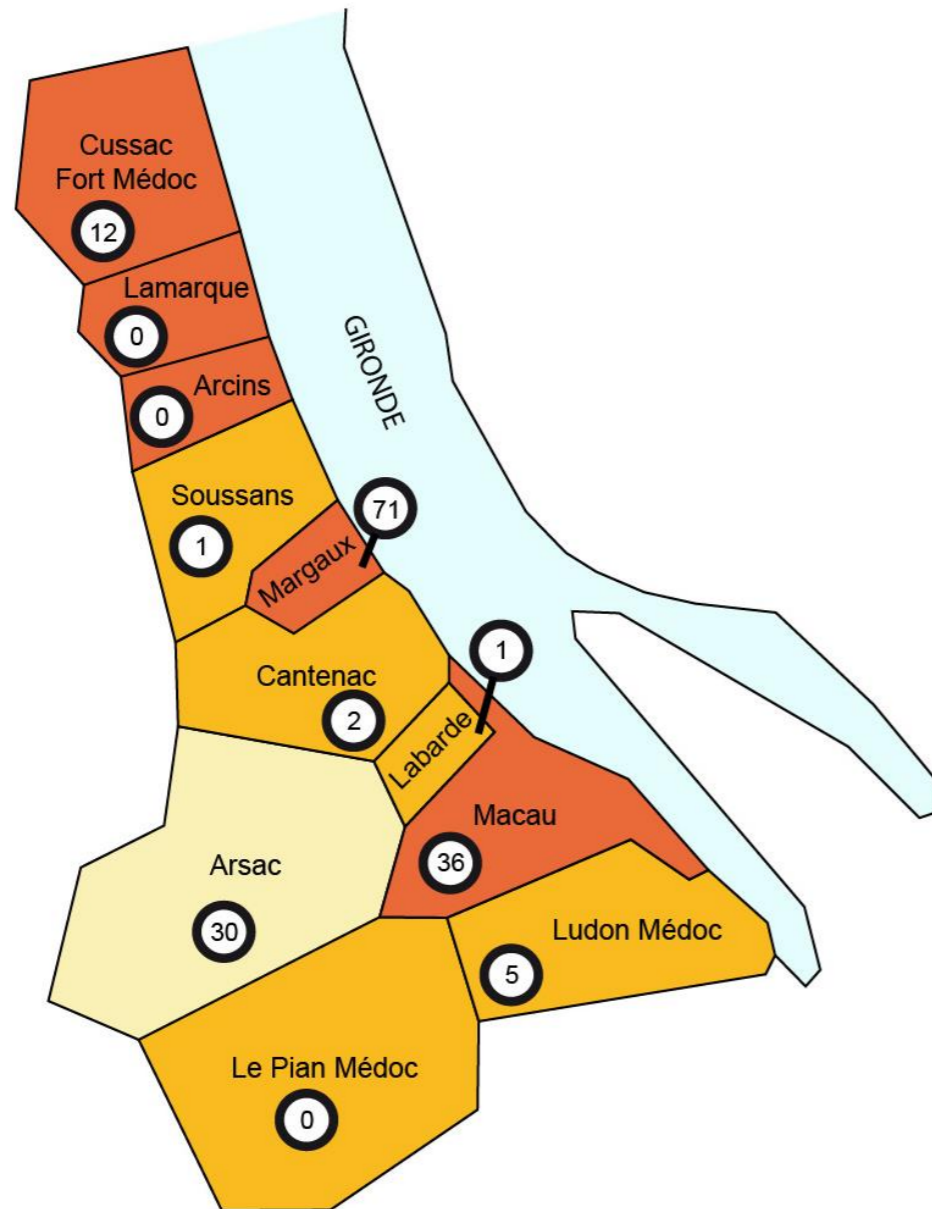 Cussac
Fort Médoc
12
Lamarque
0
Arcins
0
GIRONDE
Soussans
1
71
Margaux
Cantenac
2
1
Labarde
Macau
36
Arsac
30
Ludon Médoc
5
Le Pian Médoc
0